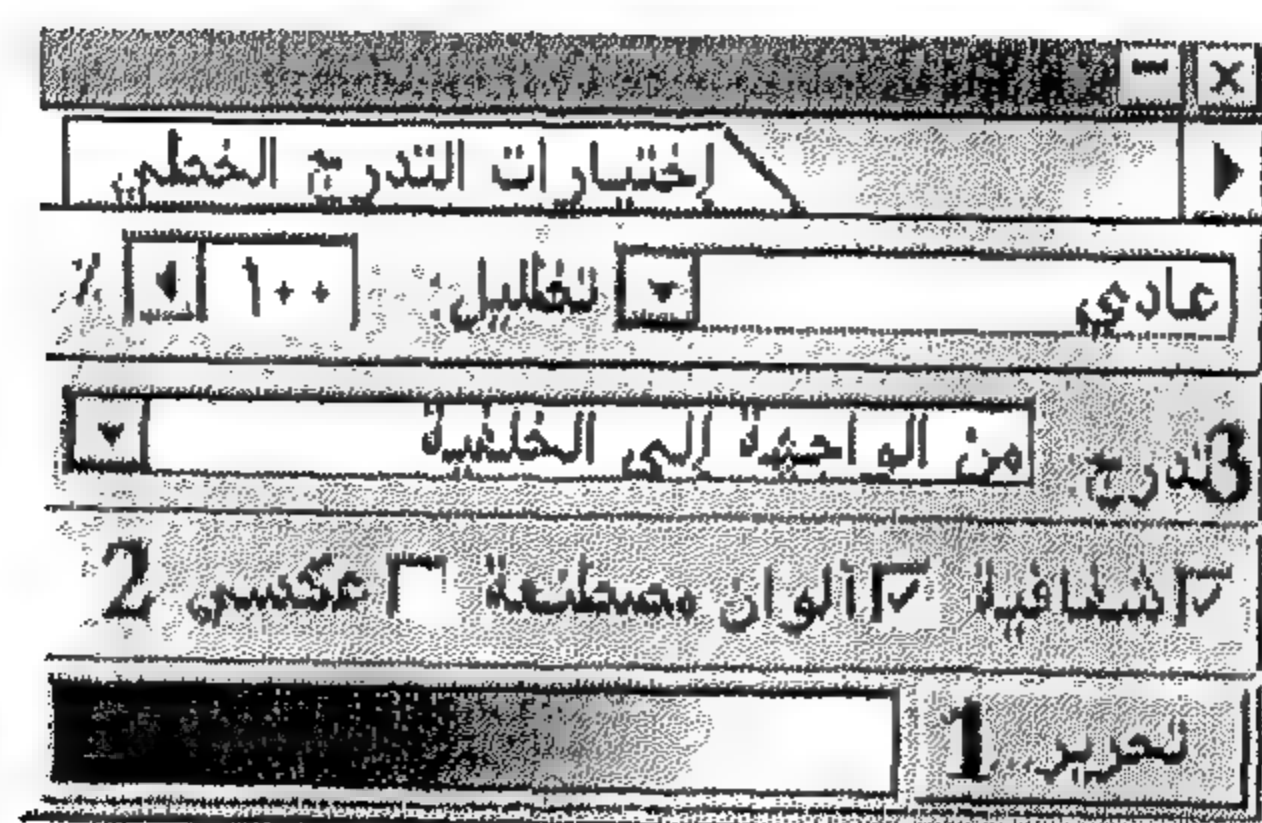 إختيارات التدرج الخطي
عادي تظليل: ١٠٠ ٪
3 تدرج: من الواجهة إلى الخلفية
شفافية ألوان مصطنعة عكسي 2
تحرير... 1